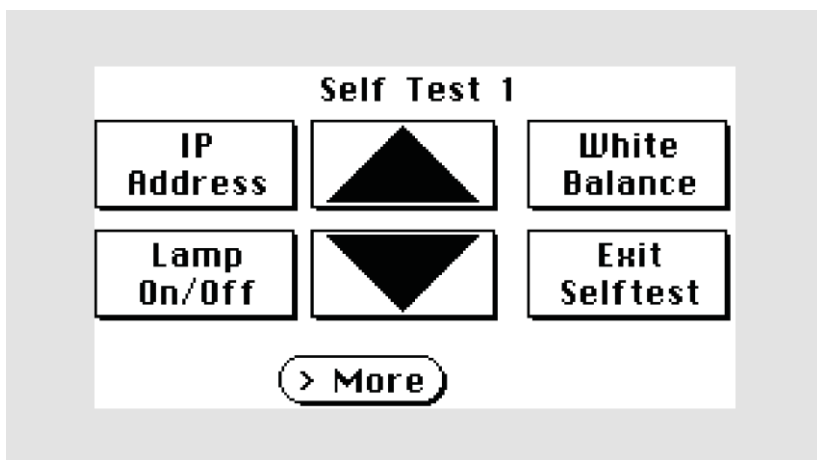 Self Test 1
IP
Address
White
Balance
Lamp
On/Off
Exit
Selftest
> More